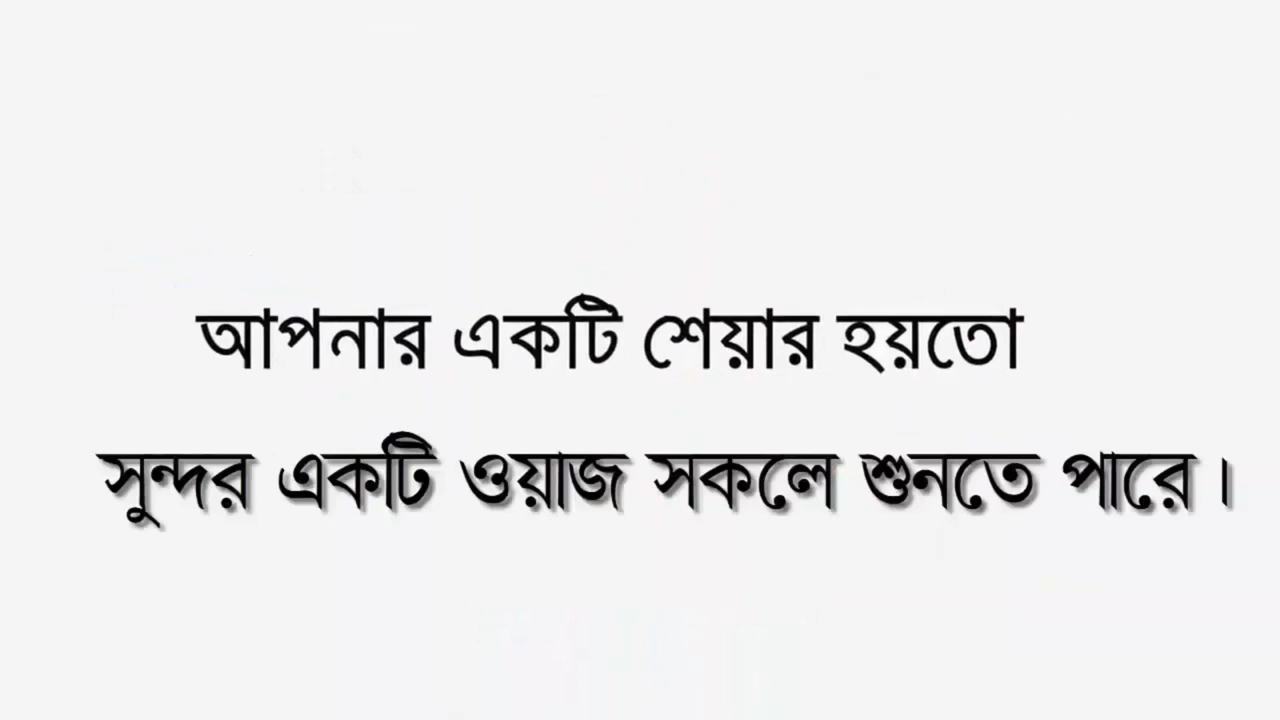 আপনার একটি শেয়ার হয়তো
সুন্দর একটি ওয়াজ সকলে শুনতে পারে।